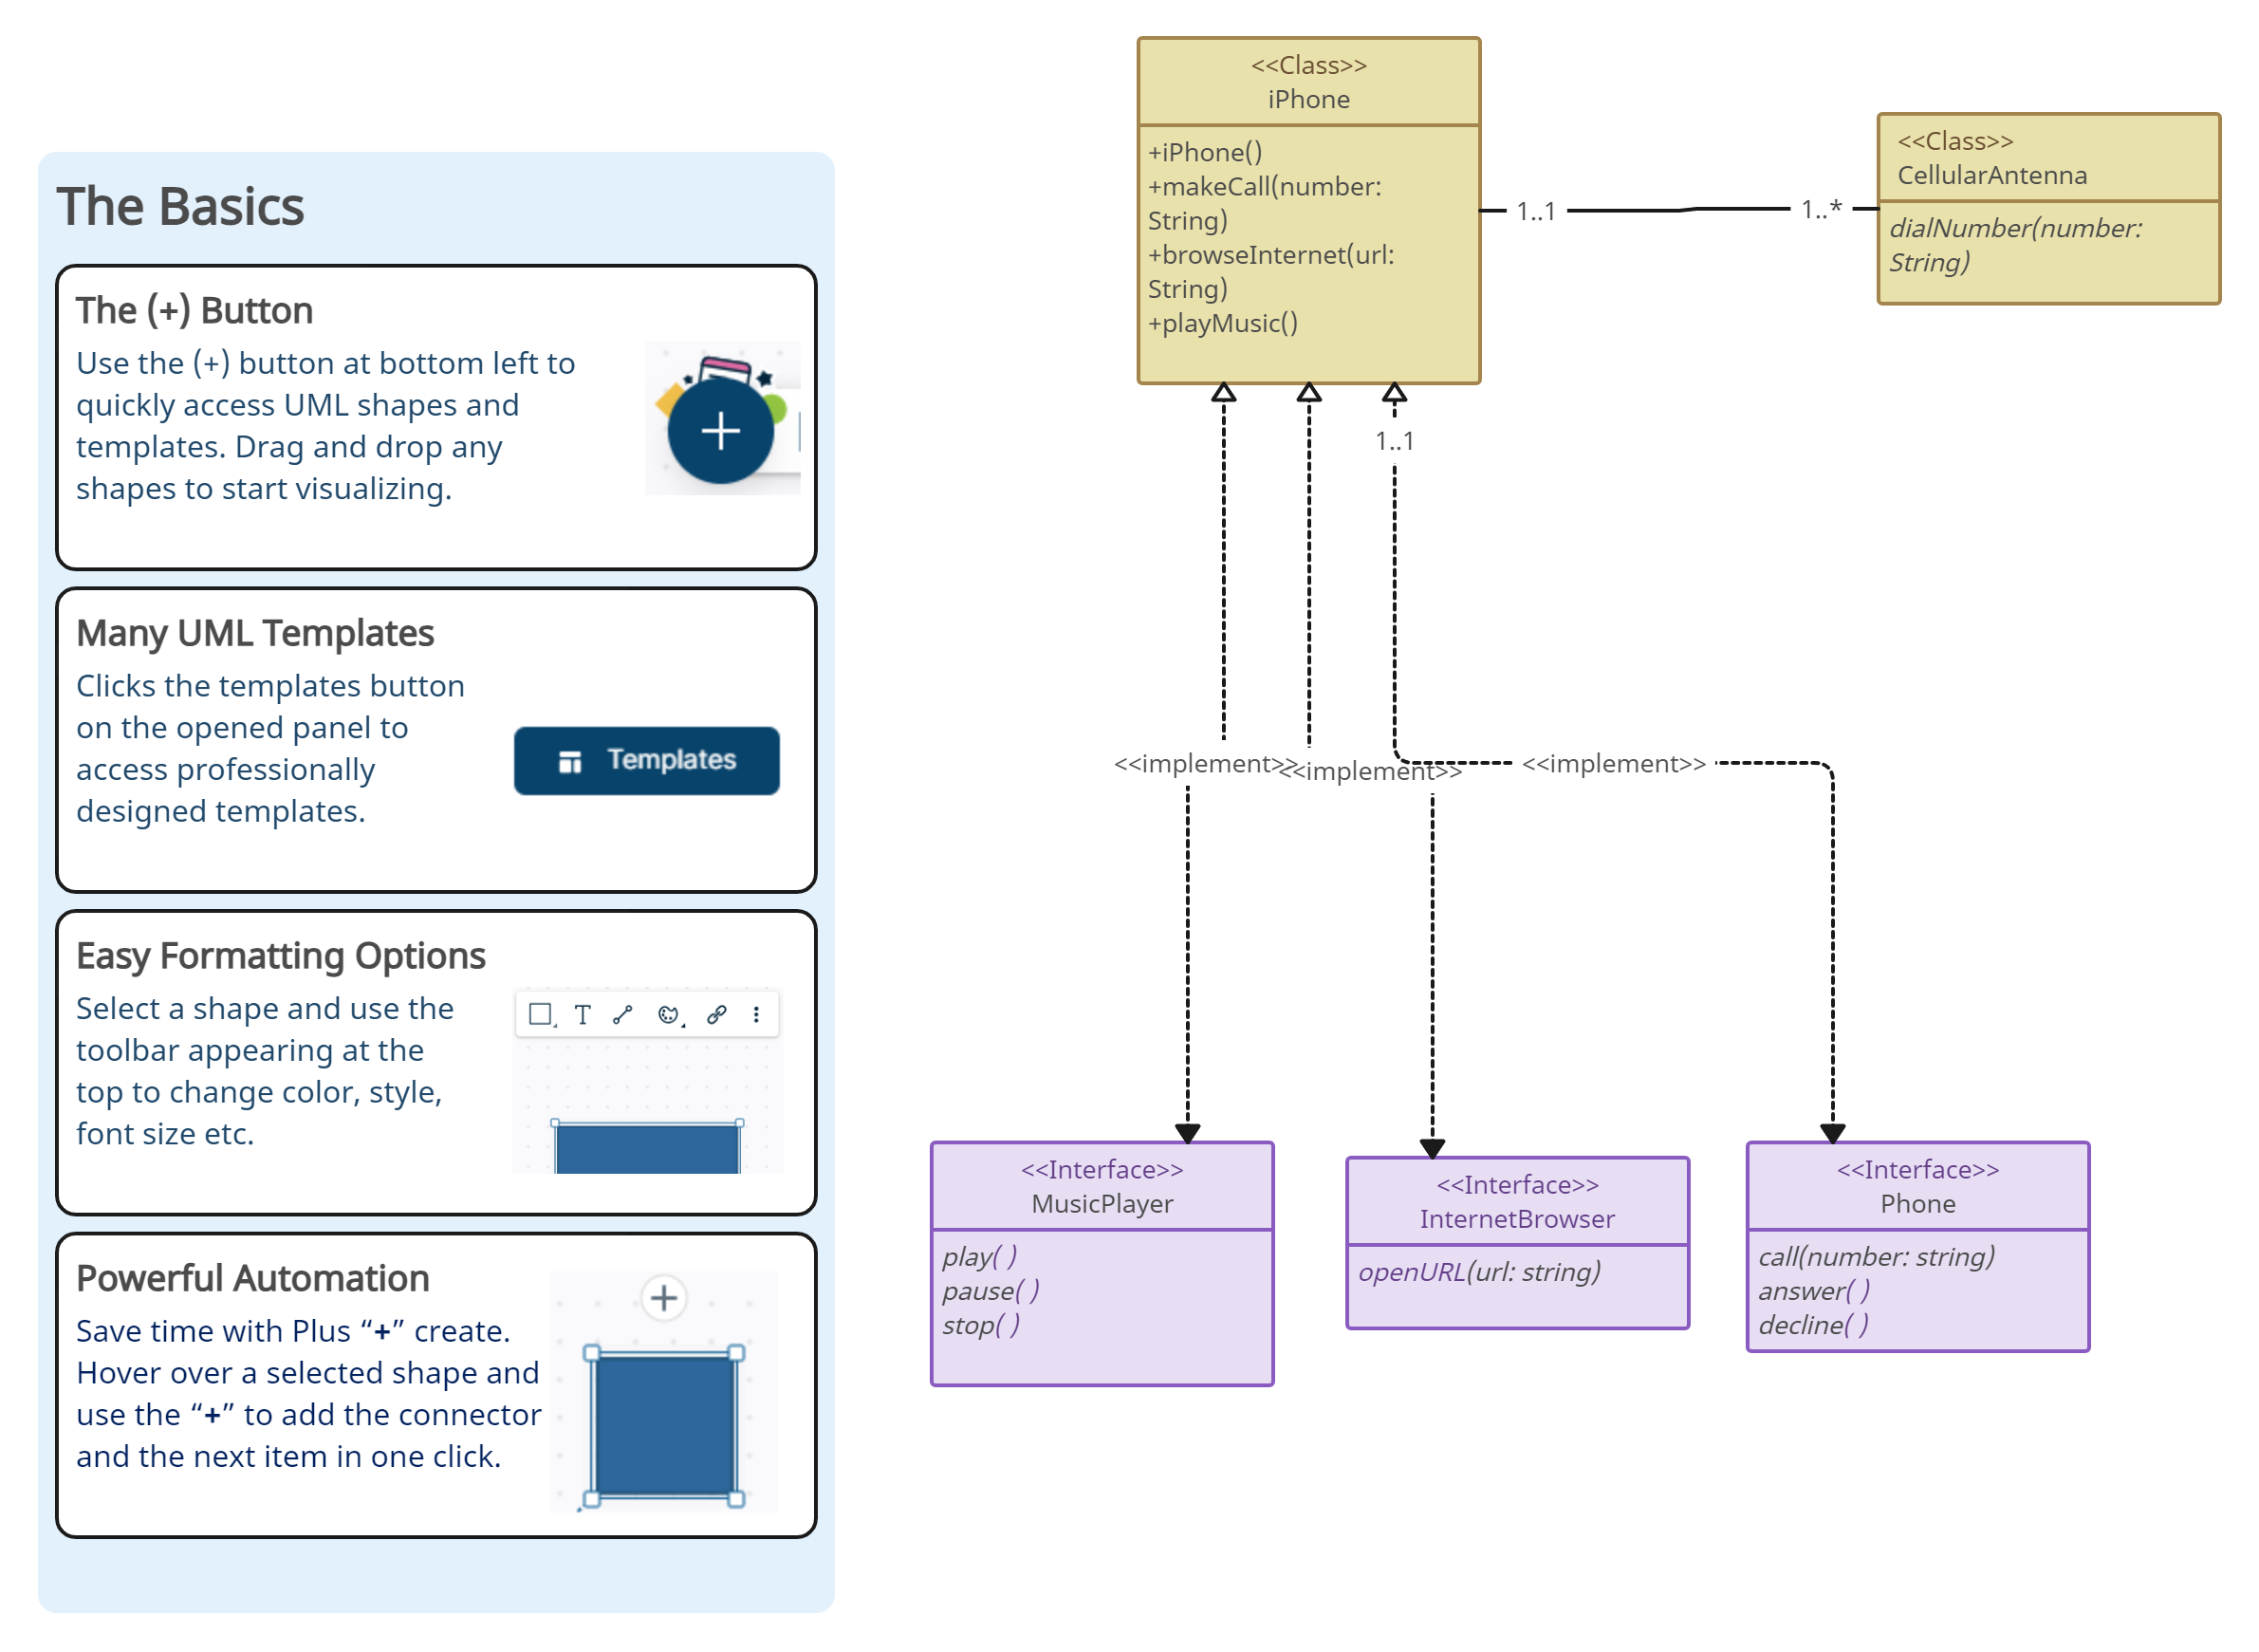 The Basics
The (+) Button
Use the (+) button at bottom left to
quickly access UML shapes and
templates. Drag and drop any
shapes to start visualizing.
Many UML Templates
Clicks the templates button
on the opened panel to
access professionally
designed templates.
Templates
Easy Formatting Options
Select a shape and use the
toolbar appearing at the
top to change color, style,
font size etc.
Powerful Automation
Save time with Plus “+” create.
Hover over a selected shape and
use the “+” to add the connector
and the next item in one click.
<<Class>>
iPhone
+iPhone()
+makeCall(number:
String)
+browseInternet(url:
String)
+playMusic()
1..1
1..*
<<Class>>
CellularAntenna
dialNumber(number:
String)
1..1
<<implement>>
<<implement>>
<<implement>>
<<Interface>>
MusicPlayer
play( )
pause( )
stop( )
<<Interface>>
InternetBrowser
openURL(url: string)
<<Interface>>
Phone
call(number: string)
answer( )
decline( )